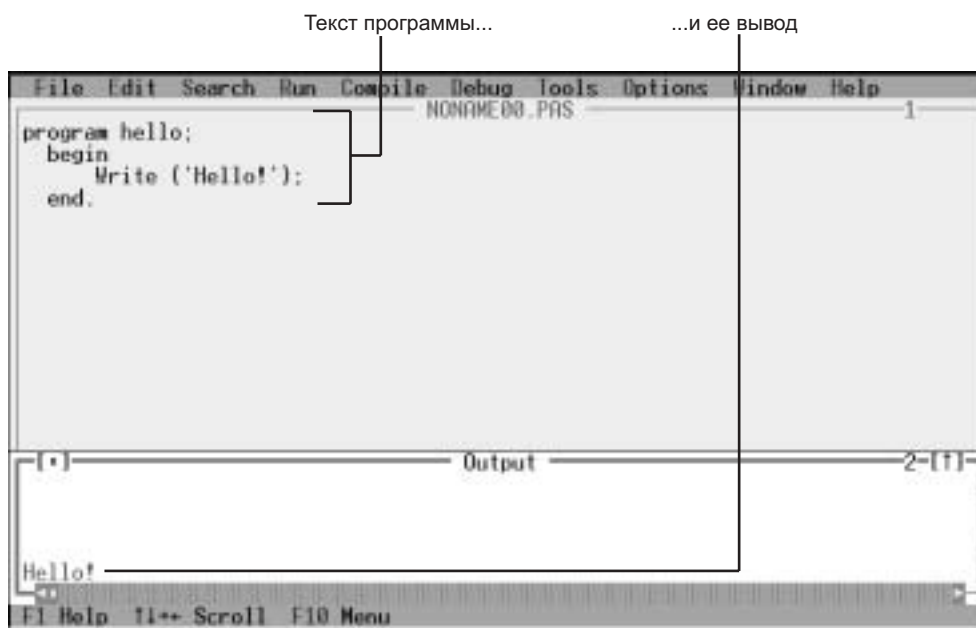 Текст программы... ...и ее вывод
File Edit Search Run Compile Debug Tools Options Window Help
NONAME00.PAS 1
program hello;
begin
Write ('Hello!');
end.
[▪] Output 2-[↑]
Hello!
F1 Help ↑↓→← Scroll F10 Menu